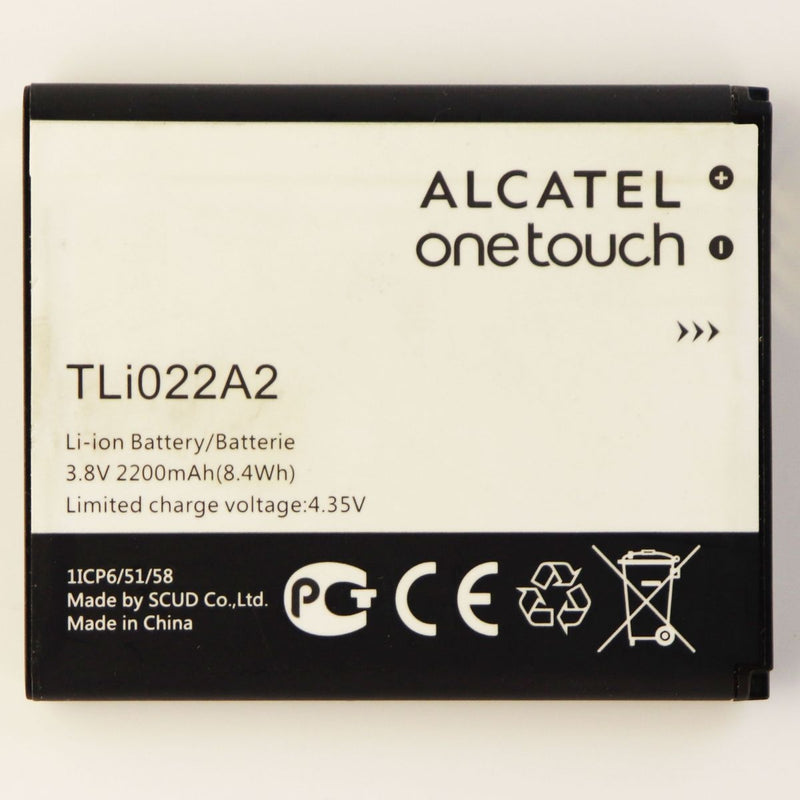 ALCATEL +
onetouch -
>>>
TLi022A2
Li-ion Battery/Batterie
3.8V 2200mAh(8.4Wh)
Limited charge voltage:4.35V
1ICP6/51/58
Made by SCUD Co.,Ltd.
Made in China
РСТ CE